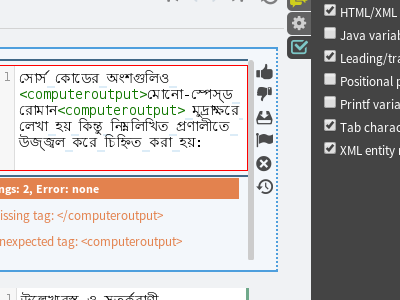 1
সোর্স কোডের অংশগুলিও
<computeroutput>মোনো-স্পেস্ড
রোমান<computeroutput> মুদ্রাক্ষরে
লেখা হয় কিন্তু নিম্নলিখিত প্রণালীতে
উজ্জ্বল করে চিহ্নিত করা হয়:
ngs: 2, Error: none
issing tag: </computeroutput>
nexpected tag: <computeroutput>
1
উল্লেখ্যবস্তু ও সতর্কবাণী
HTML/XML
Java variab
Leading/tra
Positional p
Printf varia
Tab charac
XML entity r